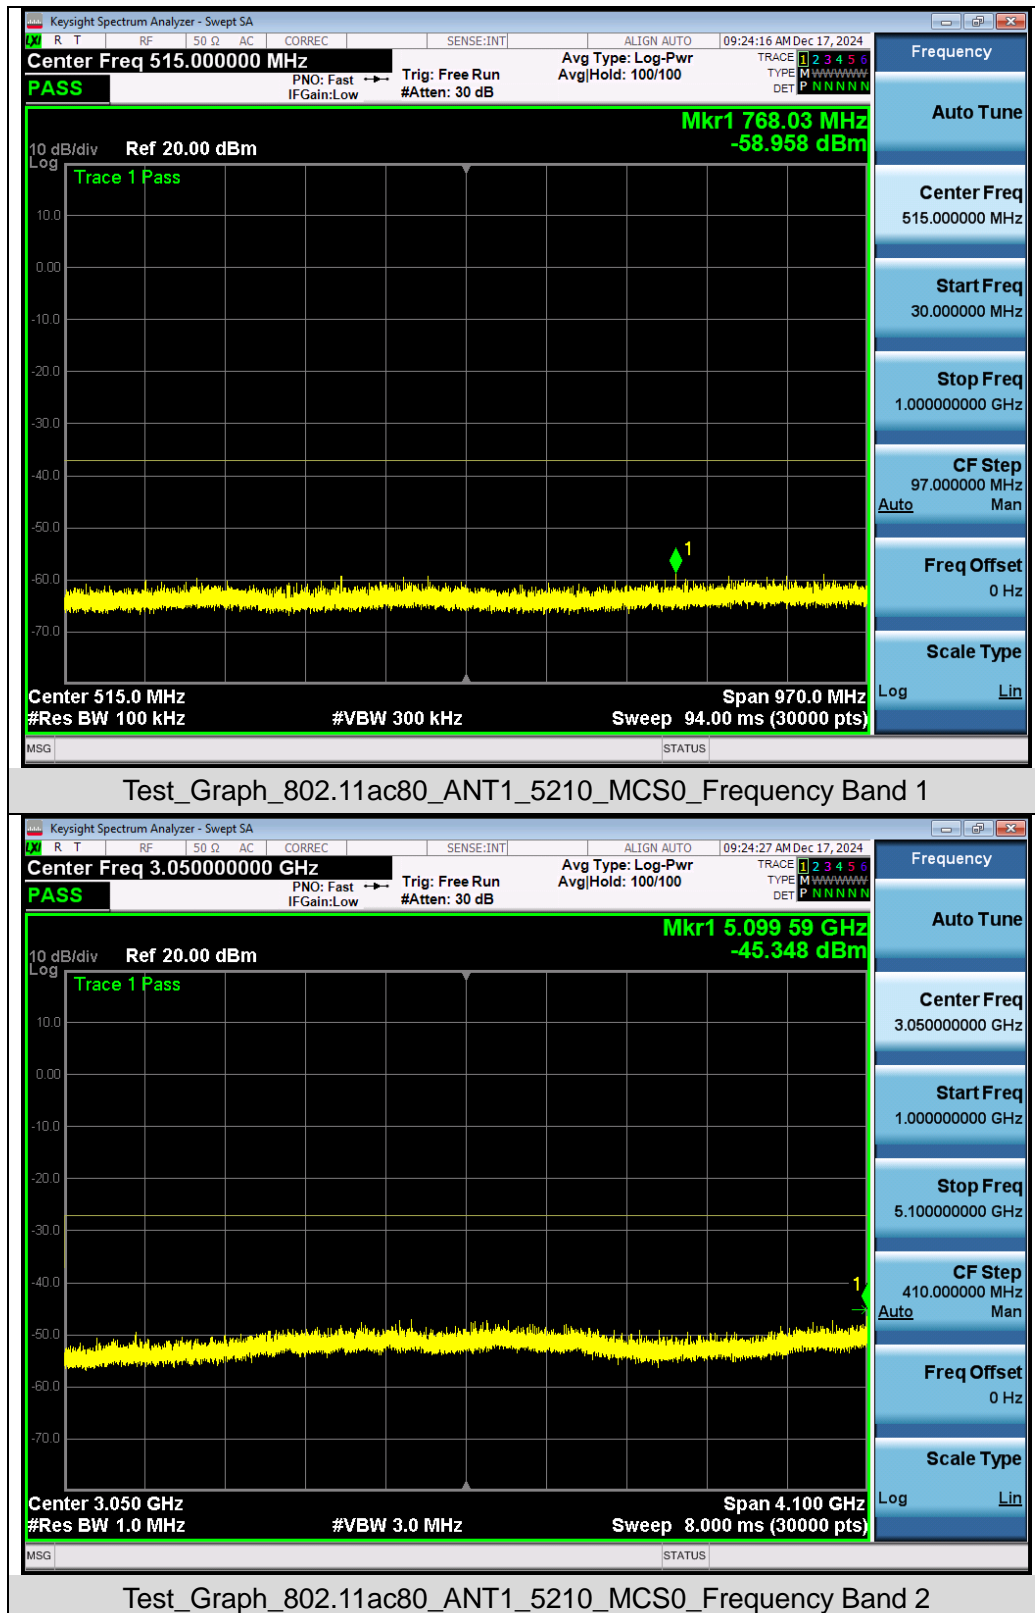 Keysight Spectrum Analyzer - Swept SA
LXI R T RF 50 Ω AC CORREC SENSE:INT ALIGN AUTO 09:24:16 AM Dec 17, 2024
Center Freq 515.000000 MHz
PASS
PNO: Fast
IFGain:Low
Trig: Free Run
#Atten: 30 dB
Avg Type: Log-Pwr
Avg|Hold: 100/100
TRACE 1 2 3 4 5 6
TYPE M WWWWW
DET P N N N N N
Mkr1 768.03 MHz
-58.958 dBm
10 dB/div Ref 20.00 dBm
Log
Trace 1 Pass
10.0
0.00
-10.0
-20.0
-30.0
-40.0
-50.0
-60.0
-70.0
1
Center 515.0 MHz Span 970.0 MHz
#Res BW 100 kHz #VBW 300 kHz Sweep 94.00 ms (30000 pts)
MSG STATUS
Frequency
Auto Tune
Center Freq
515.000000 MHz
Start Freq
30.000000 MHz
Stop Freq
1.000000000 GHz
CF Step
97.000000 MHz
Auto Man
Freq Offset
0 Hz
Scale Type
Log Lin
Test_Graph_802.11ac80_ANT1_5210_MCS0_Frequency Band 1
Keysight Spectrum Analyzer - Swept SA
LXI R T RF 50 Ω AC CORREC SENSE:INT ALIGN AUTO 09:24:27 AM Dec 17, 2024
Center Freq 3.050000000 GHz
PASS
PNO: Fast
IFGain:Low
Trig: Free Run
#Atten: 30 dB
Avg Type: Log-Pwr
Avg|Hold: 100/100
TRACE 1 2 3 4 5 6
TYPE M WWWWW
DET P N N N N N
Mkr1 5.099 59 GHz
-45.348 dBm
10 dB/div Ref 20.00 dBm
Log
Trace 1 Pass
10.0
0.00
-10.0
-20.0
-30.0
-40.0
-50.0
-60.0
-70.0
1
Center 3.050 GHz Span 4.100 GHz
#Res BW 1.0 MHz #VBW 3.0 MHz Sweep 8.000 ms (30000 pts)
MSG STATUS
Frequency
Auto Tune
Center Freq
3.050000000 GHz
Start Freq
1.000000000 GHz
Stop Freq
5.100000000 GHz
CF Step
410.000000 MHz
Auto Man
Freq Offset
0 Hz
Scale Type
Log Lin
Test_Graph_802.11ac80_ANT1_5210_MCS0_Frequency Band 2